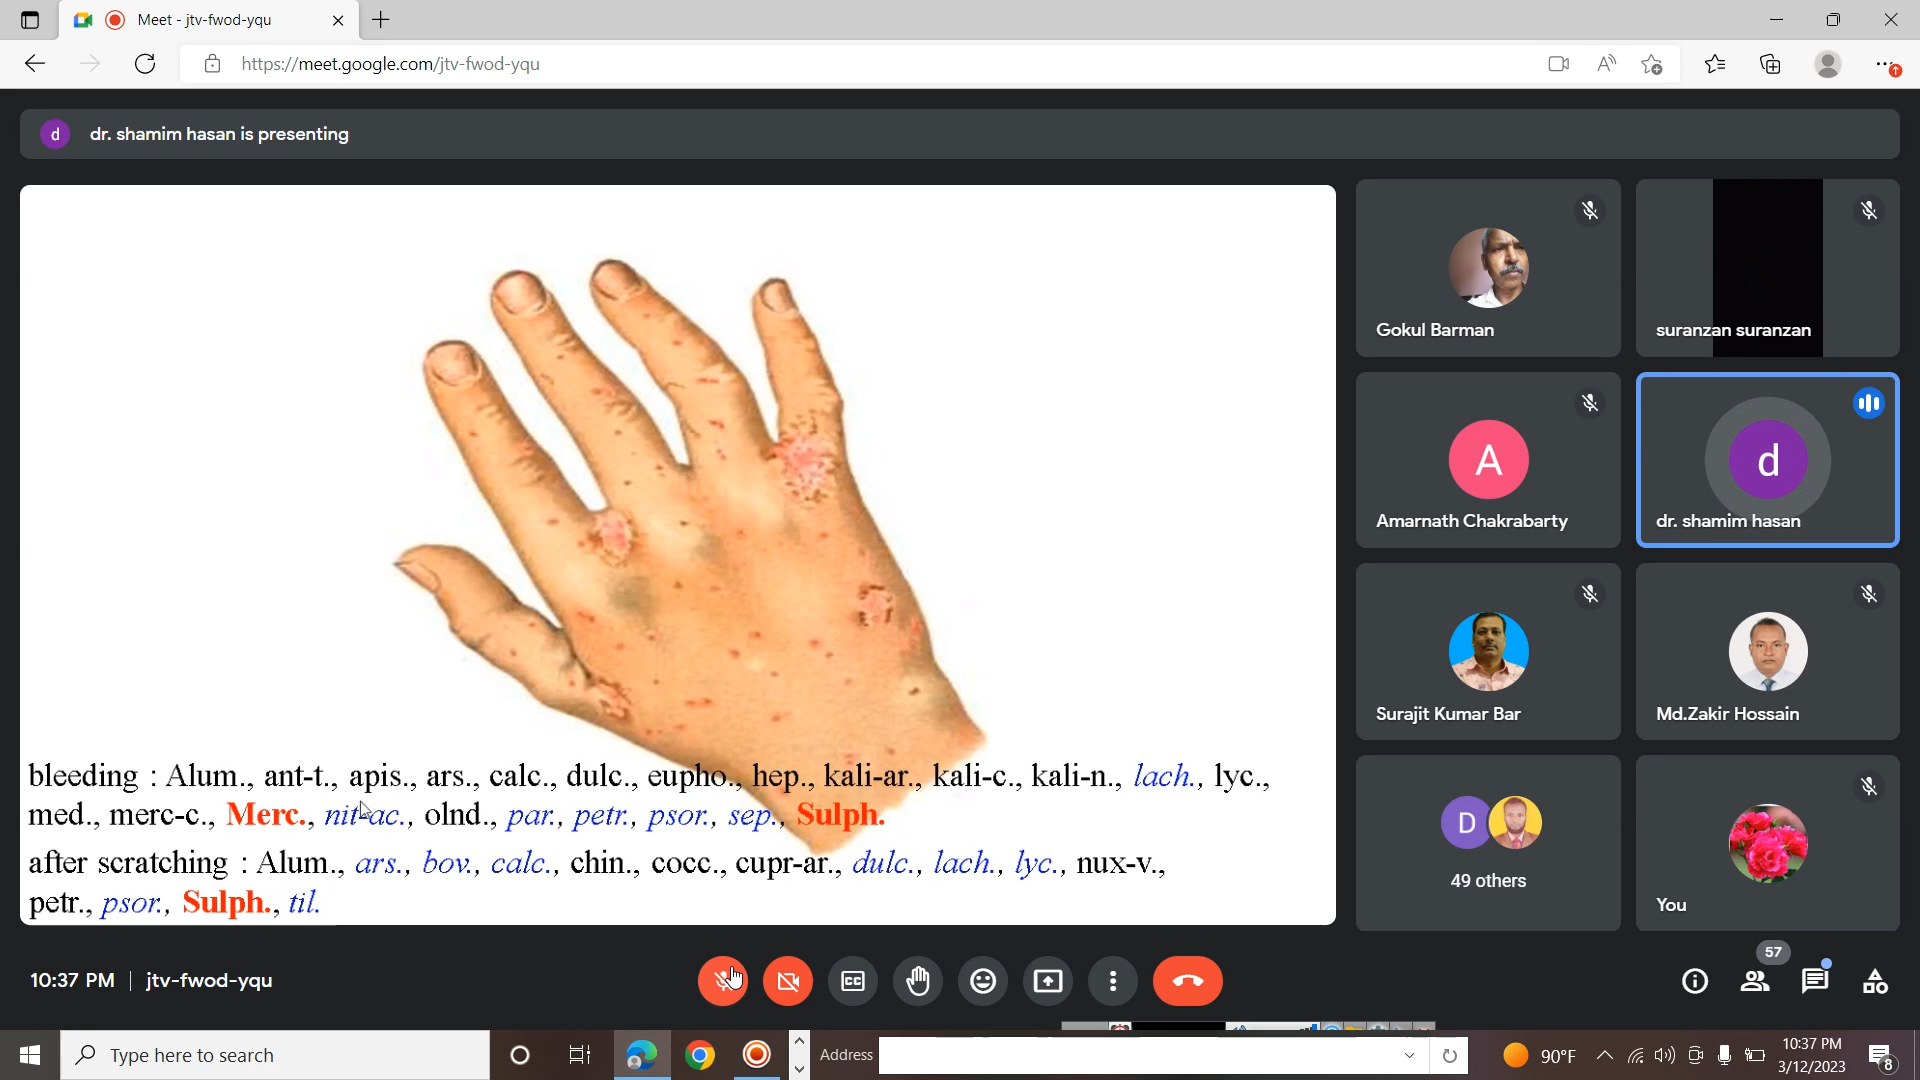 Meet - jtv-fwod-yqu
https://meet.google.com/jtv-fwod-yqu
d dr. shamim hasan is presenting
bleeding : Alum., ant-t., apis., ars., calc., dulc., eupho., hep., kali-ar., kali-c., kali-n., lach., lyc.,
med., merc-c., Merc., nit-ac., olnd., par., petr., psor., sep., Sulph.
after scratching : Alum., ars., bov., calc., chin., cocc., cupr-ar., dulc., lach., lyc., nux-v.,
petr., psor., Sulph., til.
Gokul Barman
suranzan suranzan
A
Amarnath Chakrabarty
d
dr. shamim hasan
Surajit Kumar Bar
Md.Zakir Hossain
D
49 others
You
10:37 PM | jtv-fwod-yqu
57
Type here to search
Address
90°F
10:37 PM
3/12/2023
8